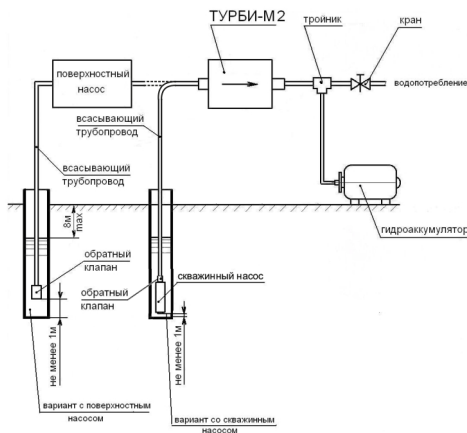 ТУРБИ-М2
тройник
кран
поверхностный
насос
водопотребление
всасывающий
трубопровод
всасывающий
трубопровод
8м
max
гидроаккумулятор
обратный
клапан
скважинный насос
обратный
клапан
не менее 1м
не менее 1м
вариант с поверхностным
насосом
вариант со скважинным
насосом